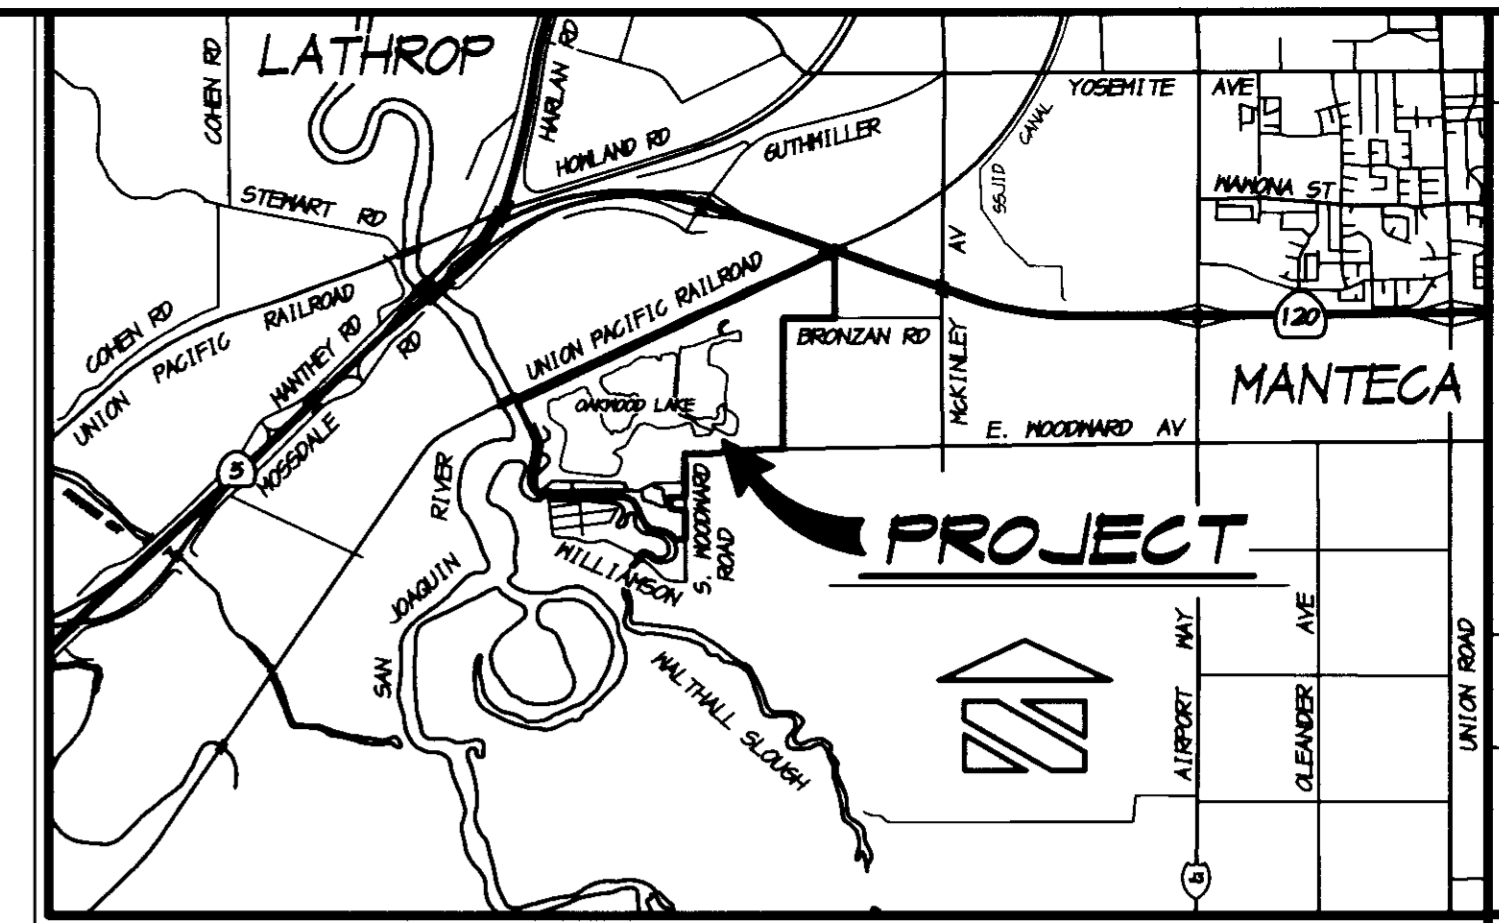 LATHROP
COHEN RD
HARLAN RD
YOSEMITE AVE
HOWLAND RD
GUTHMILLER
SSJID CANAL
STEWART RD
WAWONA ST
AV
COHEN RD
UNION PACIFIC RAILROAD
MANTHEY RD
RD
UNION PACIFIC RAILROAD
BRONZAN RD
120
MCKINLEY
MANTECA
OAKWOOD LAKE
E. WOODWARD AV
5
MOSSDALE
RIVER
S. WOODWARD
ROAD
PROJECT
WILLIAMSON
JOAQUIN
SAN
WALTHALL SLOUGH
AIRPORT WAY
OLEANDER AVE
UNION ROAD